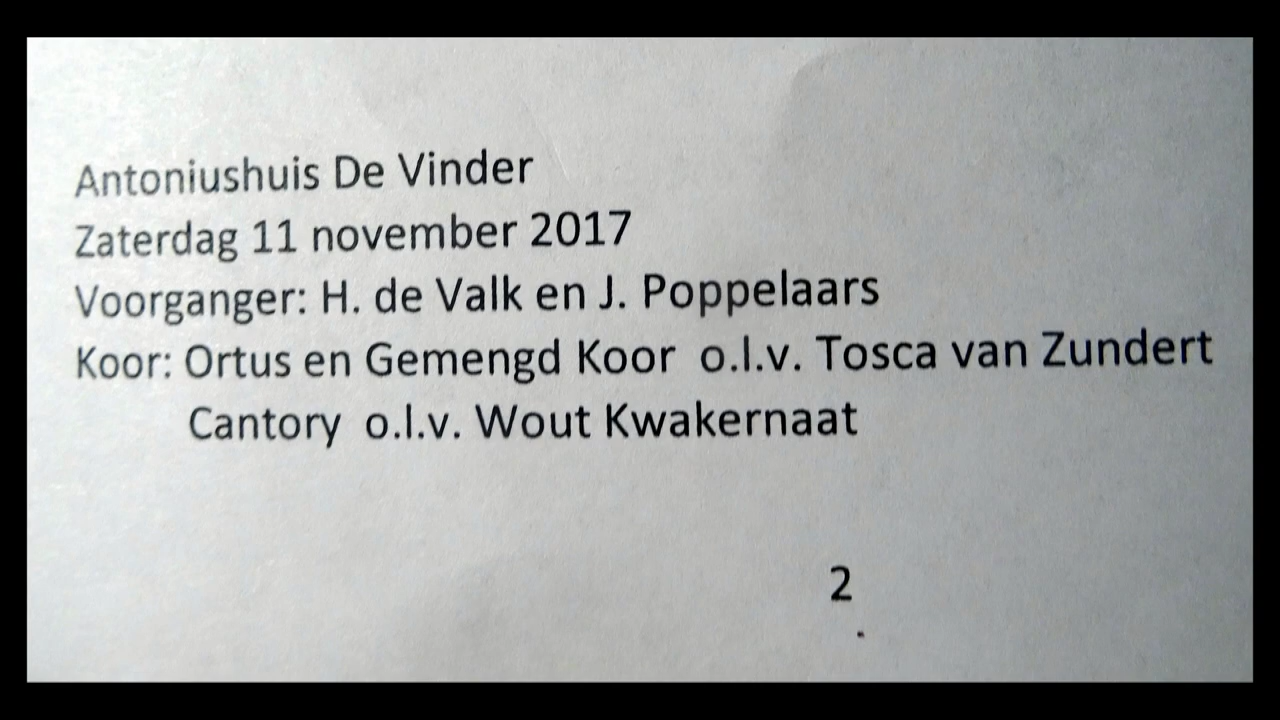 Antoniushuis De Vinder
Zaterdag 11 november 2017
Voorganger: H. de Valk en J. Poppelaars
Koor: Ortus en Gemengd Koor o.l.v. Tosca van Zundert
Cantory o.l.v. Wout Kwakernaat
2